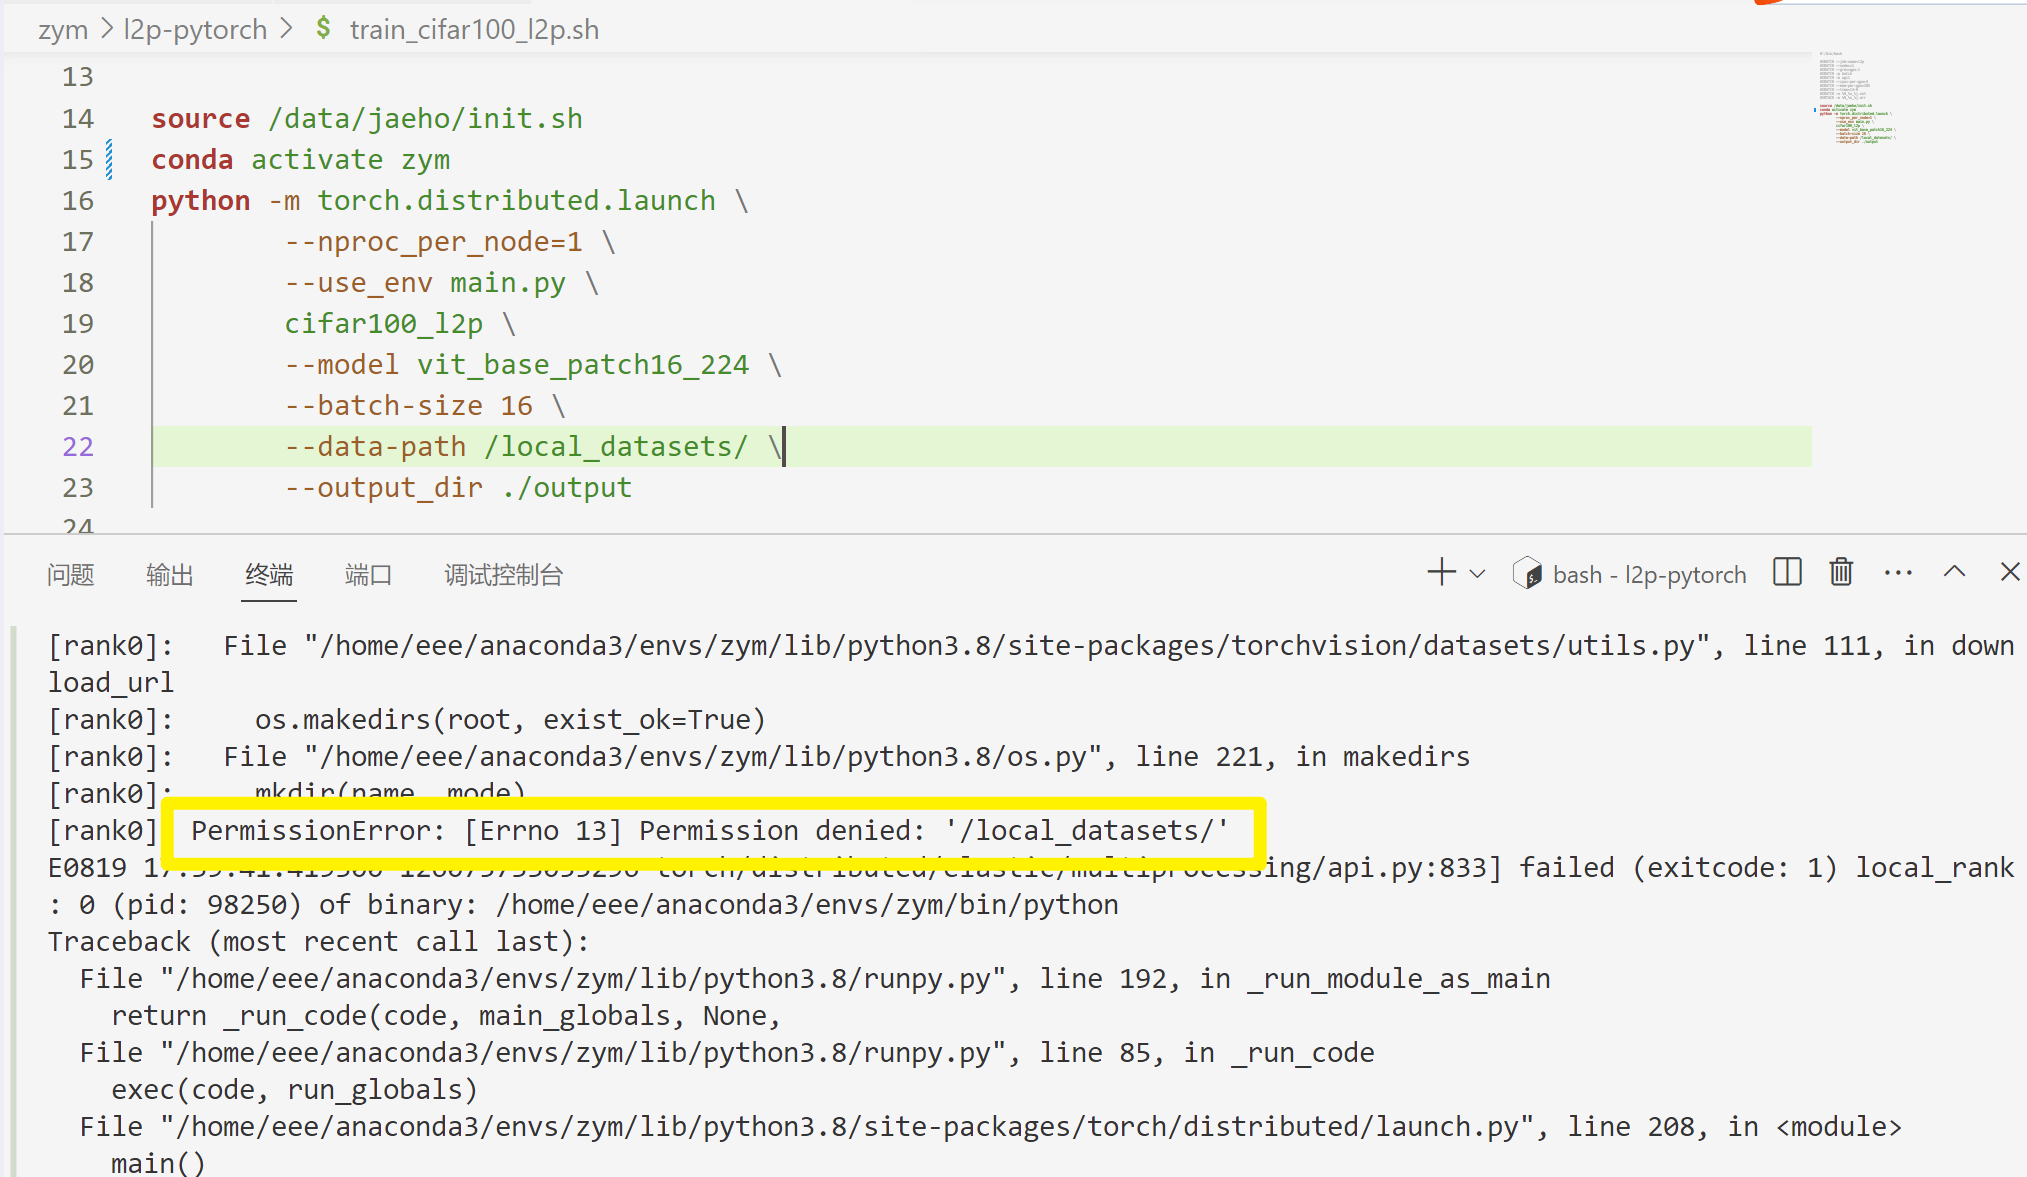 zym > l2p-pytorch > $ train_cifar100_l2p.sh
13
14 source /data/jaeho/init.sh
15 conda activate zym
16 python -m torch.distributed.launch \
17 --nproc_per_node=1 \
18 --use_env main.py \
19 cifar100_l2p \
20 --model vit_base_patch16_224 \
21 --batch-size 16 \
22 --data-path /local_datasets/ \
23 --output_dir ./output
24
问题 输出 终端 端口 调试控制台 bash - l2p-pytorch
[rank0]:   File "/home/eee/anaconda3/envs/zym/lib/python3.8/site-packages/torchvision/datasets/utils.py", line 111, in down
load_url
[rank0]:     os.makedirs(root, exist_ok=True)
[rank0]:   File "/home/eee/anaconda3/envs/zym/lib/python3.8/os.py", line 221, in makedirs
[rank0]:     mkdir(name, mode)
[rank0] PermissionError: [Errno 13] Permission denied: '/local_datasets/'
E0819 torch/distributed/elastic/multiprocessing/api.py:833] failed (exitcode: 1) local_rank
: 0 (pid: 98250) of binary: /home/eee/anaconda3/envs/zym/bin/python
Traceback (most recent call last):
  File "/home/eee/anaconda3/envs/zym/lib/python3.8/runpy.py", line 192, in _run_module_as_main
    return _run_code(code, main_globals, None,
  File "/home/eee/anaconda3/envs/zym/lib/python3.8/runpy.py", line 85, in _run_code
    exec(code, run_globals)
  File "/home/eee/anaconda3/envs/zym/lib/python3.8/site-packages/torch/distributed/launch.py", line 208, in <module>
    main()